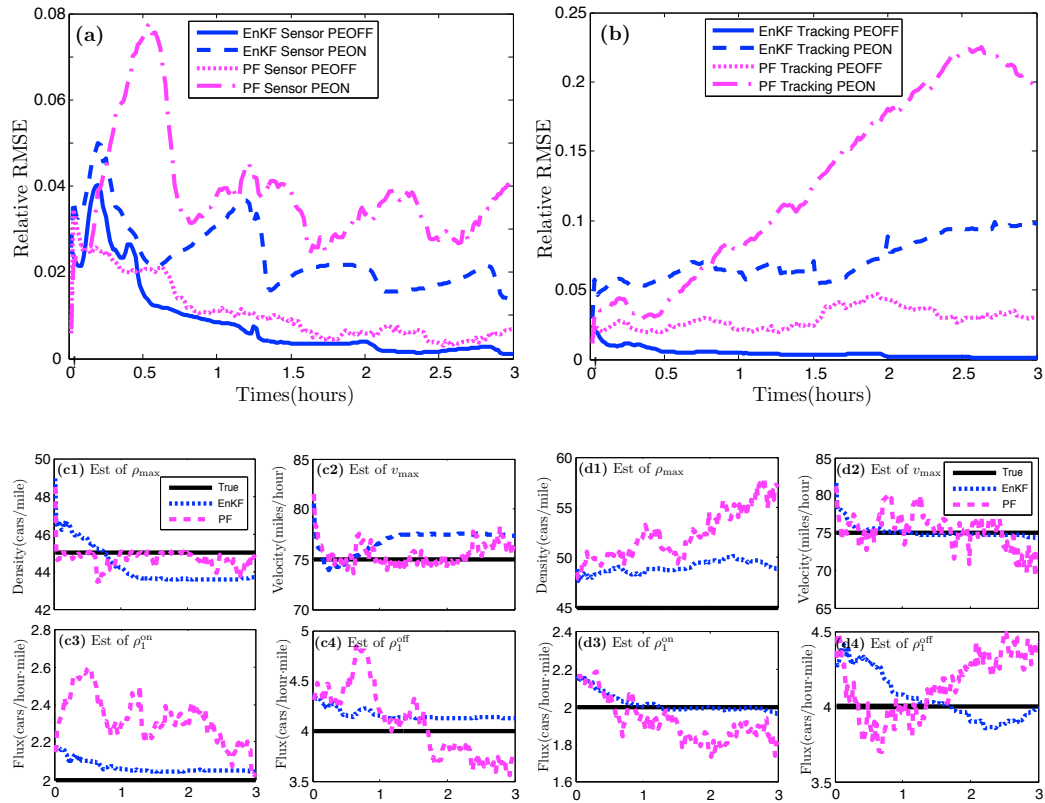 (a)
EnKF Sensor PEOFF
EnKF Sensor PEON
PF Sensor PEOFF
PF Sensor PEON
Relative RMSE
0.08
0.06
0.04
0.02
0
0 0.5 1 1.5 2 2.5 3
Times(hours)
(b)
EnKF Tracking PEOFF
EnKF Tracking PEON
PF Tracking PEOFF
PF Tracking PEON
Relative RMSE
0.25
0.2
0.15
0.1
0.05
0
0 0.5 1 1.5 2 2.5 3
Times(hours)
(c1) Est of ρmax
True
EnKF
PF
Density(cars/mile)
50
48
46
44
42
(c2) Est of vmax
Velocity(miles/hour)
85
80
75
70
(d1) Est of ρmax
Density(cars/mile)
60
55
50
45
(d2) Est of vmax
True
EnKF
PF
Velocity(miles/hour)
85
80
75
70
65
(c3) Est of ρ₁ᵒⁿ
Flux(cars/hour·mile)
2.8
2.6
2.4
2.2
2
0 1 2 3
(c4) Est of ρ₁ᵒᶠᶠ
Flux(cars/hour·mile)
5
4.5
4
3.5
0 1 2 3
(d3) Est of ρ₁ᵒⁿ
Flux(cars/hour·mile)
2.4
2.2
2
1.8
1.6
0 1 2 3
(d4) Est of ρ₁ᵒᶠᶠ
Flux(cars/hour·mile)
4.5
4
3.5
0 1 2 3